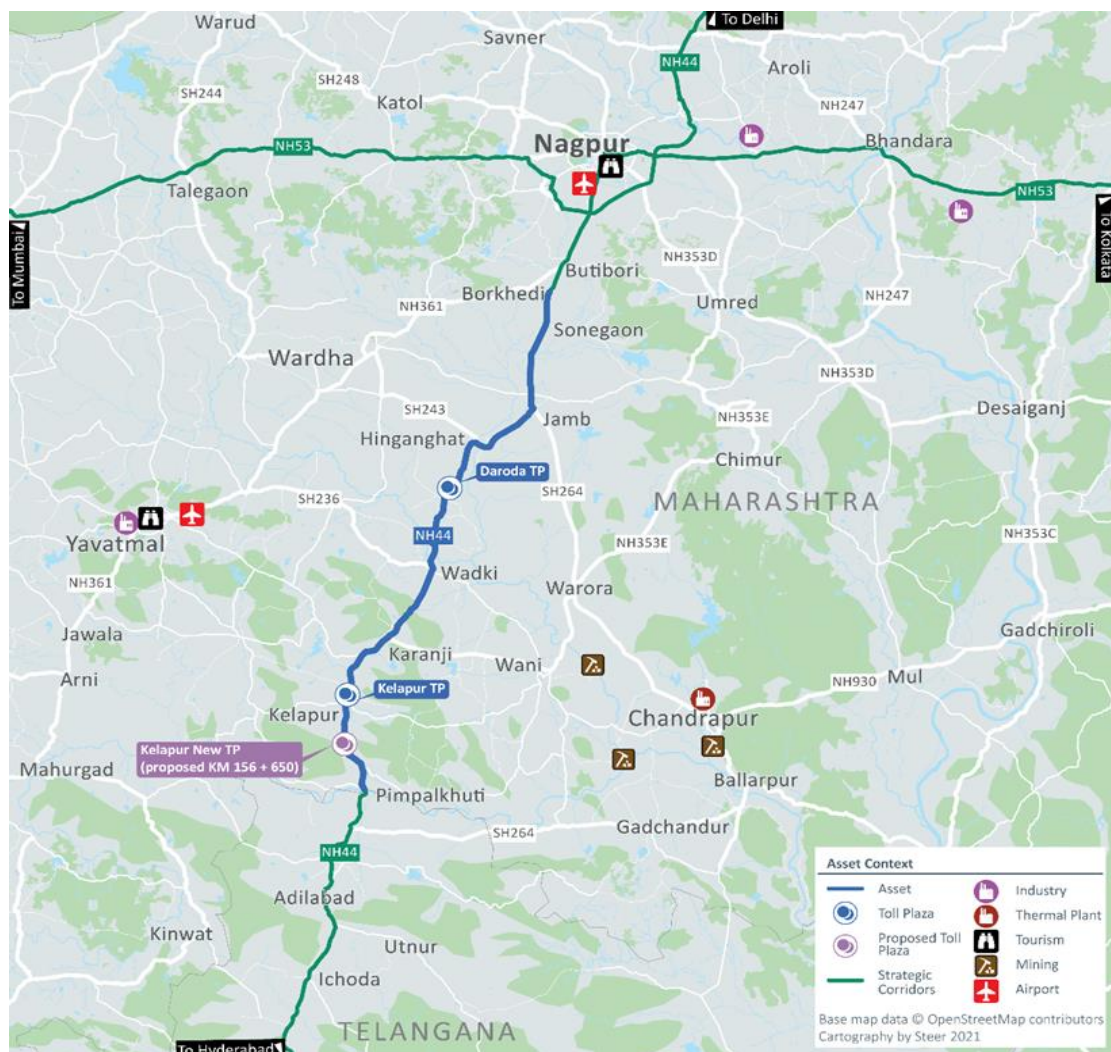 To Delhi
Warud
Savner
NH44
Aroli
SH248
SH244
Katol
NH247
Bhandara
NH53
Nagpur
Talegaon
NH53
To Mumbai
To Kolkata
Butibori
NH353D
Borkhedi
NH361
Umred
NH247
Sonegaon
Wardha
NH353D
SH243
Jamb
Desaiganj
NH353E
Hinganghat
Chimur
Daroda TP
SH236
SH264
MAHARASHTRA
Yavatmal
NH44
NH353E
NH353C
NH361
Wadki
Warora
Jawala
Gadchiroli
Karanji
Wani
Arni
Mul
Kelapur TP
NH930
Kelapur
Chandrapur
Kelapur New TP
(proposed KM 156 + 650)
Mahurgad
Ballarpur
Pimpalkhuti
SH264
Gadchandur
NH44
Adilabad
Kinwat
Utnur
Ichoda
TELANGANA
To Hyderabad
Asset Context
Asset
Industry
Toll Plaza
Thermal Plant
Proposed Toll
Plaza
Tourism
Mining
Strategic
Corridors
Airport
Base map data © OpenStreetMap contributors
Cartography by Steer 2021